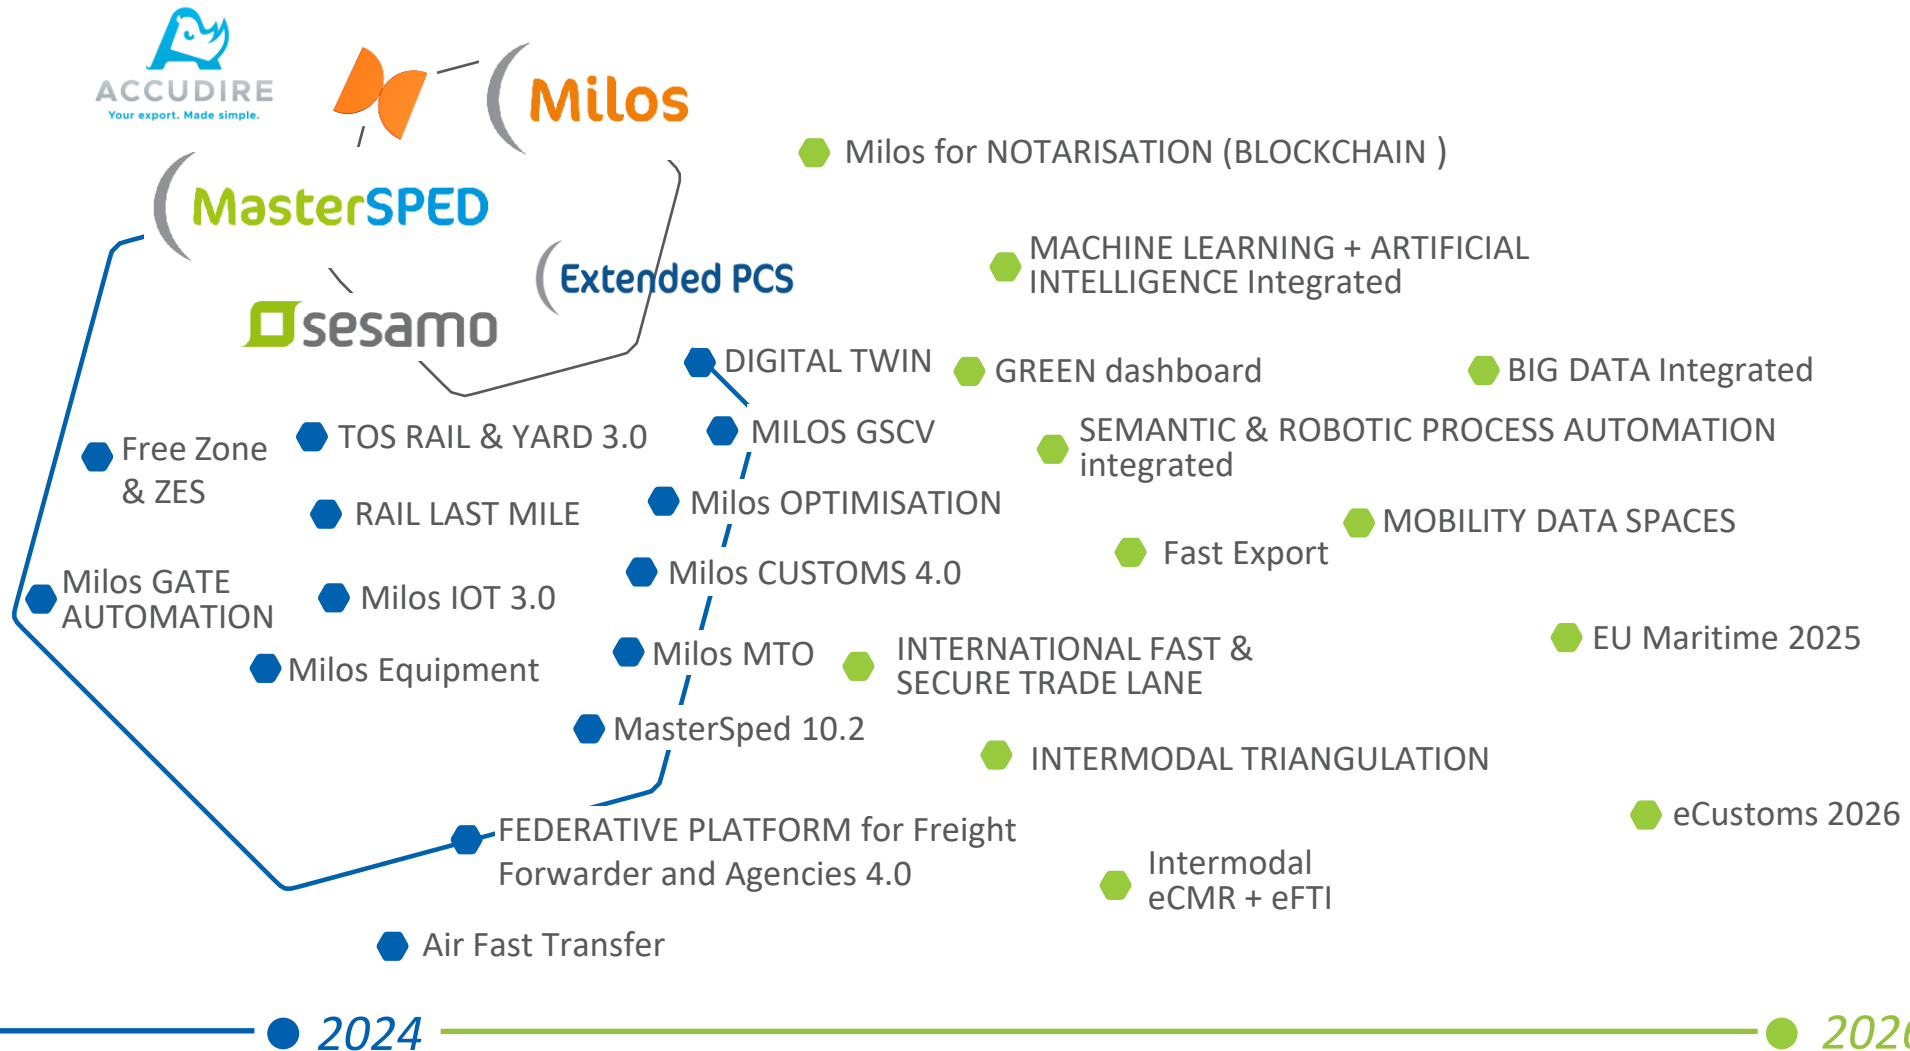 ACCUDIRE
Your export. Made simple.
Milos
MasterSPED
Extended PCS
sesamo
Milos for NOTARISATION (BLOCKCHAIN )
MACHINE LEARNING + ARTIFICIAL
INTELLIGENCE Integrated
DIGITAL TWIN
GREEN dashboard
BIG DATA Integrated
Free Zone
& ZES
TOS RAIL & YARD 3.0
MILOS GSCV
SEMANTIC & ROBOTIC PROCESS AUTOMATION
integrated
RAIL LAST MILE
Milos OPTIMISATION
MOBILITY DATA SPACES
Fast Export
Milos GATE
AUTOMATION
Milos IOT 3.0
Milos CUSTOMS 4.0
Milos Equipment
Milos MTO
INTERNATIONAL FAST &
SECURE TRADE LANE
EU Maritime 2025
MasterSped 10.2
INTERMODAL TRIANGULATION
eCustoms 2026
FEDERATIVE PLATFORM for Freight
Forwarder and Agencies 4.0
Intermodal
eCMR + eFTI
Air Fast Transfer
2024
2026